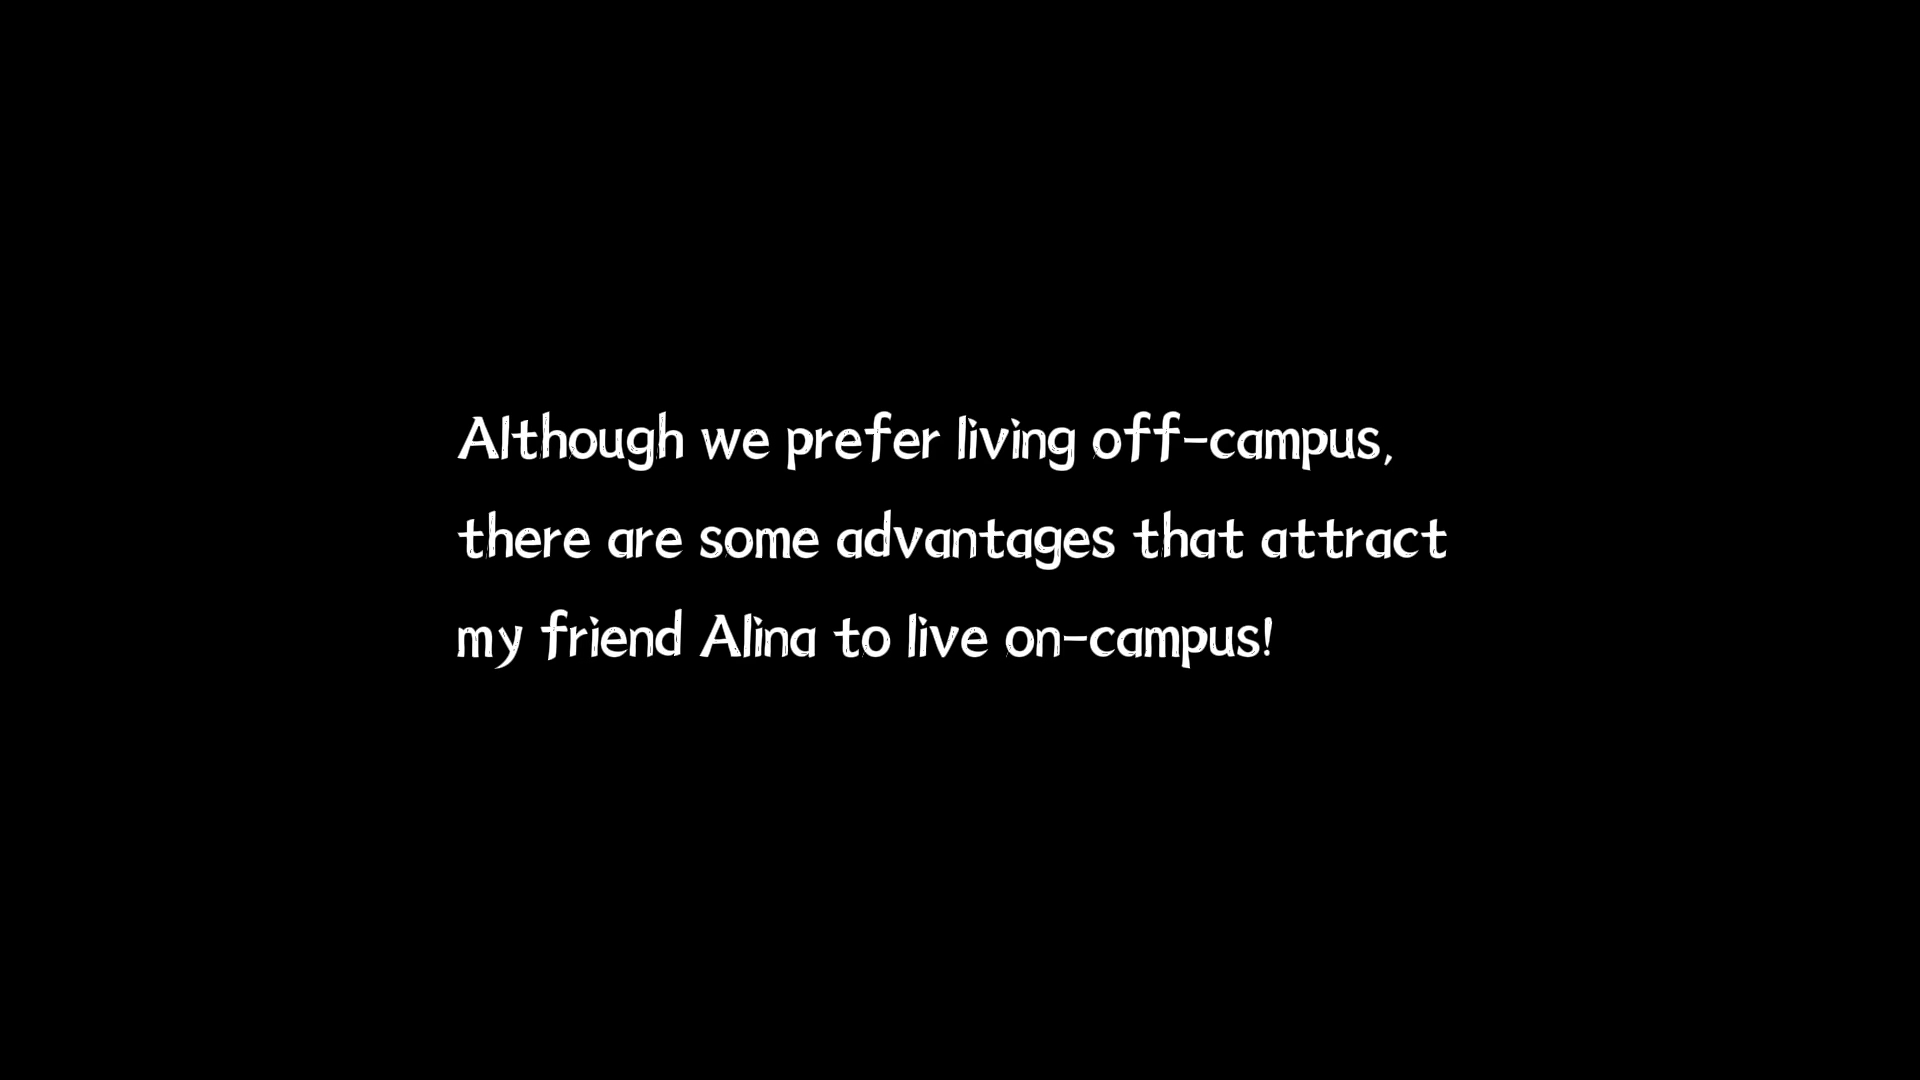 Although we prefer living off-campus,
there are some advantages that attract
my friend Alina to live on-campus!